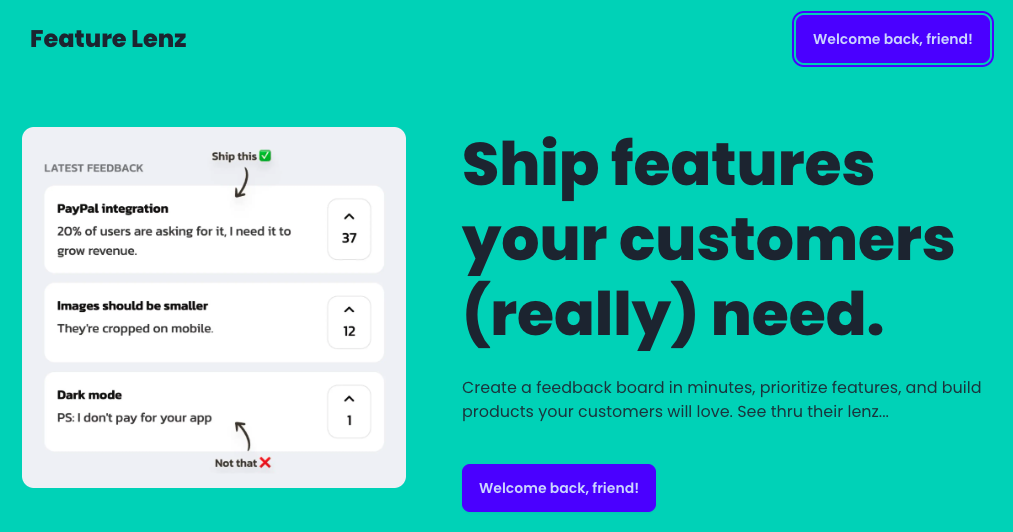 Feature Lenz
Welcome back, friend!
Ship this ✅
LATEST FEEDBACK
PayPal integration
20% of users are asking for it, I need it to
grow revenue.
37
Images should be smaller
They're cropped on mobile.
12
Dark mode
PS: I don't pay for your app
1
Not that ❌
Ship features
your customers
(really) need.
Create a feedback board in minutes, prioritize features, and build
products your customers will love. See thru their lenz...
Welcome back, friend!